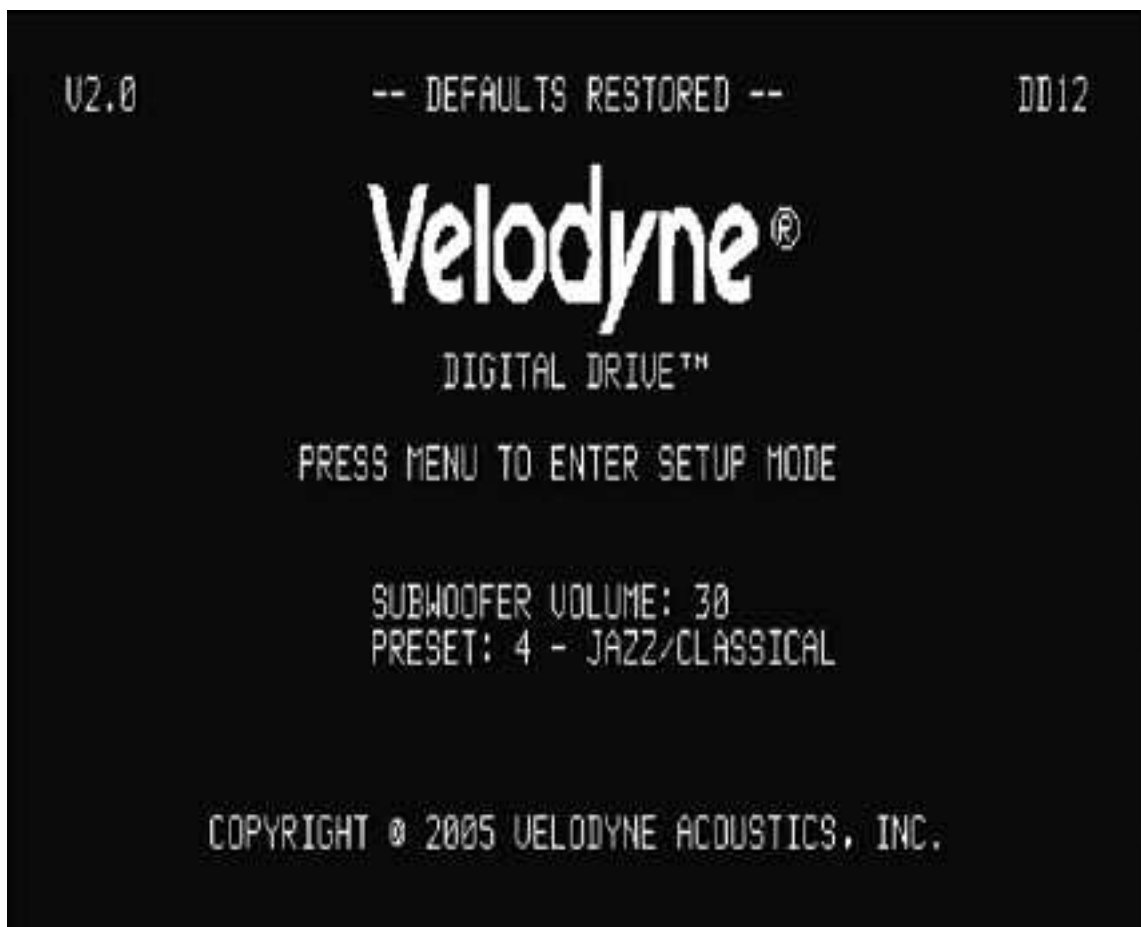 V2.0 -- DEFAULTS RESTORED -- DD12
Velodyne®
DIGITAL DRIVE™
PRESS MENU TO ENTER SETUP MODE
SUBWOOFER VOLUME: 30
PRESET: 4 - JAZZ/CLASSICAL
COPYRIGHT © 2005 VELODYNE ACOUSTICS, INC.